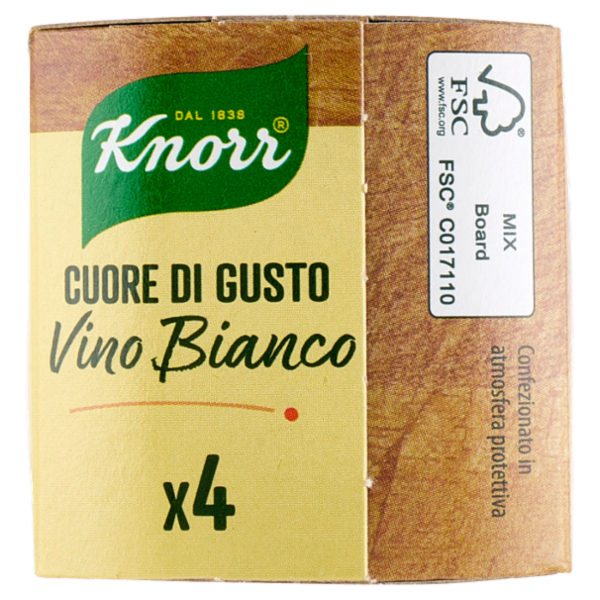 DAL 1838
Knorr®
CUORE DI GUSTO
Vino Bianco
x4
FSC®
www.fsc.org
MIX
Board
FSC® C017110
Confezionato in
atmosfera protettiva